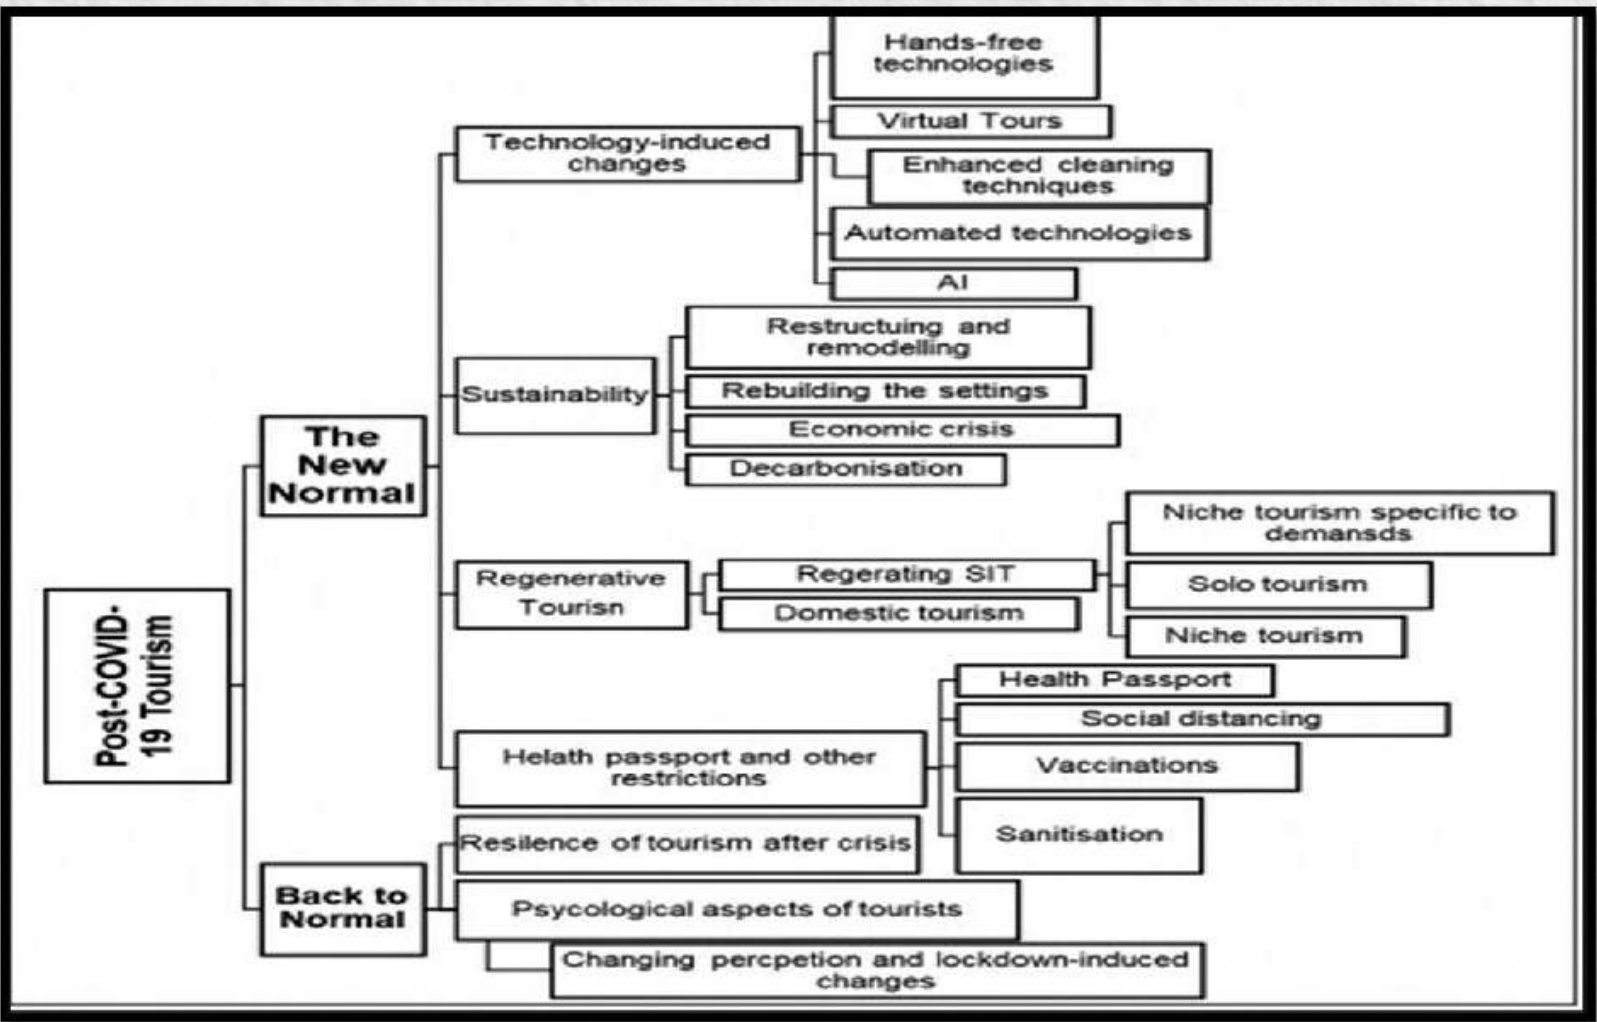 Hands-free
technologies
Virtual Tours
Technology-induced
changes
Enhanced cleaning
techniques
Automated technologies
AI
Restructuing and
remodelling
Sustainability
Rebuilding the settings
Economic crisis
Decarbonisation
The
New
Normal
Niche tourism specific to
demansds
Regenerative
Tourisn
Regerating SIT
Solo tourism
Domestic tourism
Niche tourism
Post-COVID-
19 Tourism
Health Passport
Social distancing
Helath passport and other
restrictions
Vaccinations
Sanitisation
Resilence of tourism after crisis
Back to
Normal
Psycological aspects of tourists
Changing percpetion and lockdown-induced
changes